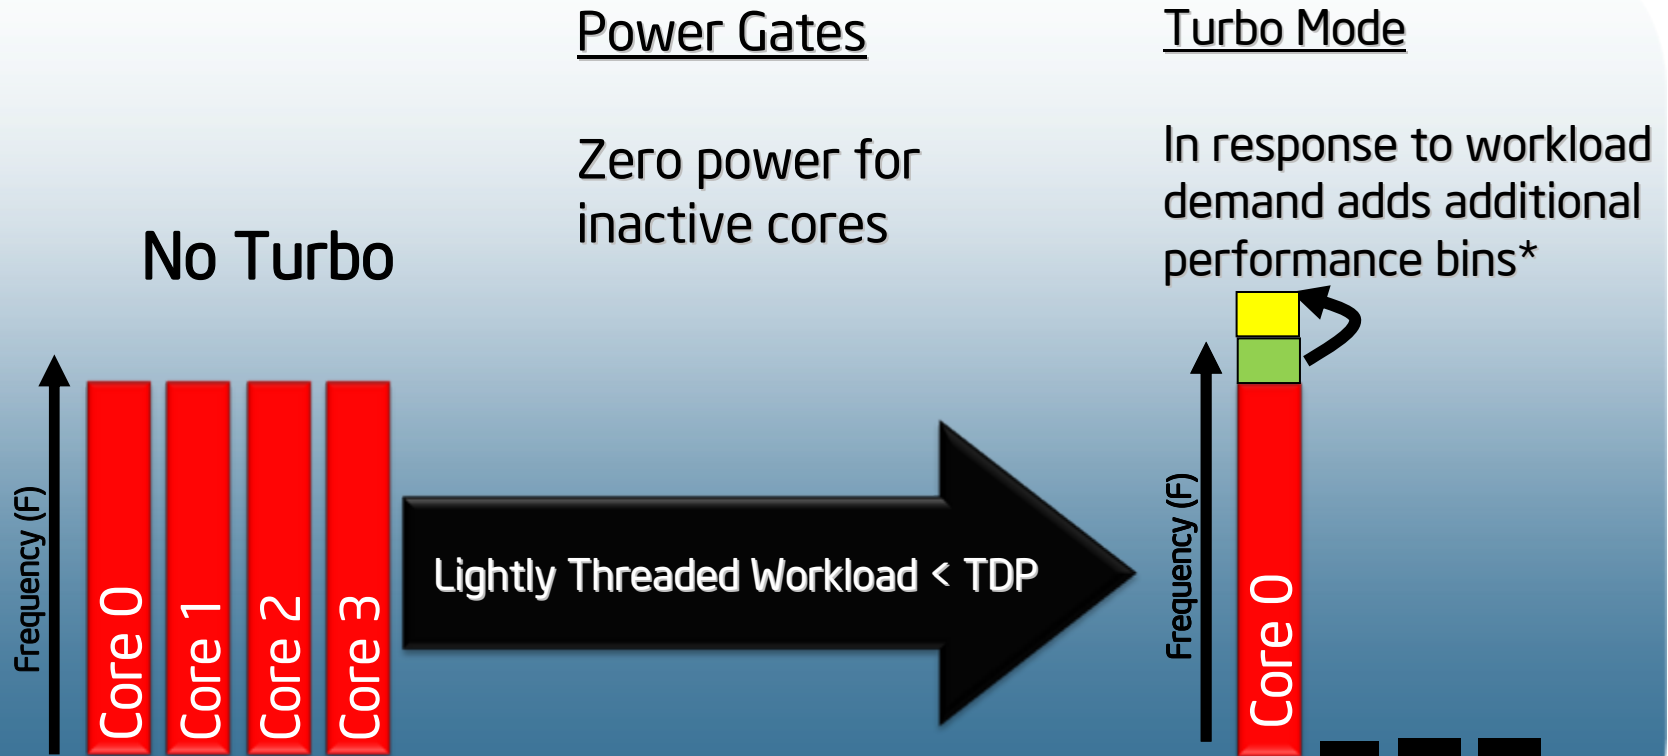 Power Gates
Zero power for
inactive cores
Turbo Mode
In response to workload
demand adds additional
performance bins*
No Turbo
Frequency (F)
Core 0
Core 1
Core 2
Core 3
Lightly Threaded Workload < TDP
Frequency (F)
Core 0